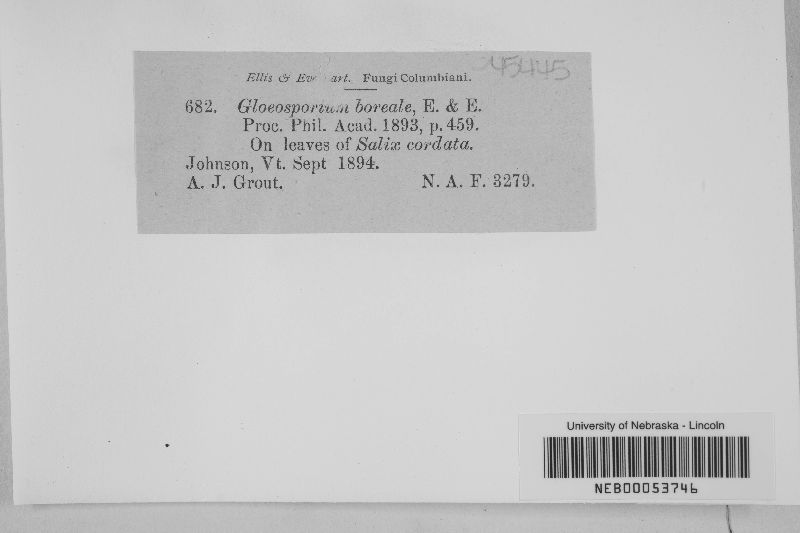 Ellis & Ev art. Fungi Columbiani.
45445
682. Gloeosporium boreale, E. & E.
Proc. Phil. Acad. 1893, p. 459.
On leaves of Salix cordata.
Johnson, Vt. Sept 1894.
A. J. Grout. N. A. F. 3279.
University of Nebraska - Lincoln
NEB00053746